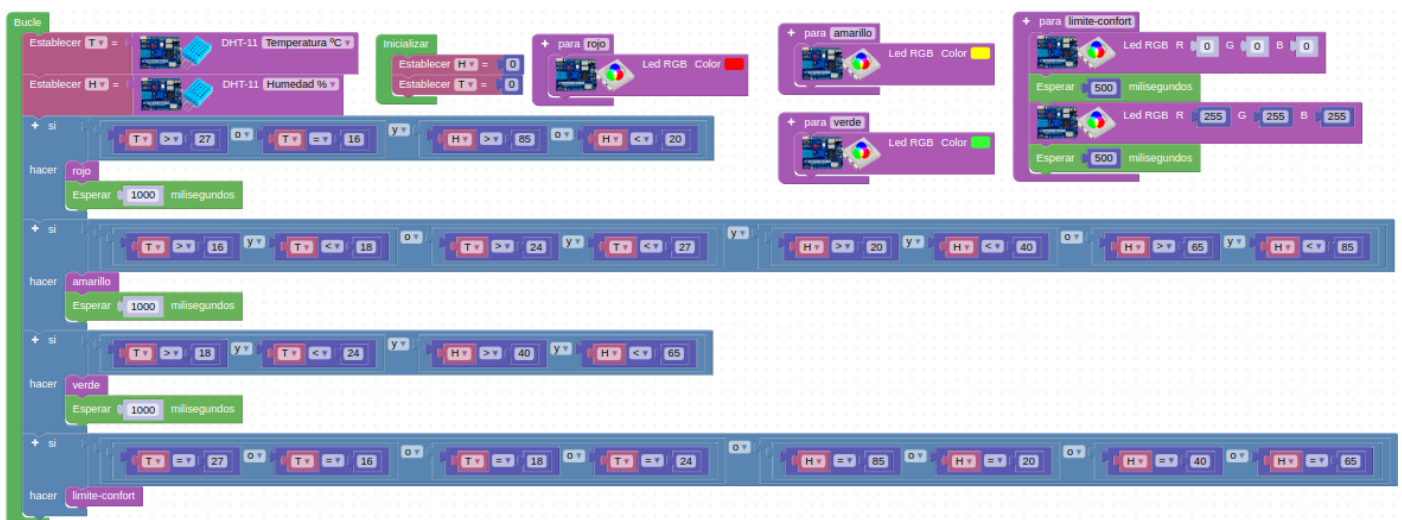 Bucle
Establecer T = DHT-11 Temperatura ºC
Establecer H = DHT-11 Humedad %
+ si T > 27 o T = 16 y H > 85 o H < 20
hacer rojo
Esperar 1000 milisegundos
+ si T > 16 y T < 18 o T > 24 y T < 27 y H > 20 y H < 40 o H > 65 y H < 85
hacer amarillo
Esperar 1000 milisegundos
+ si T > 18 y T < 24 y H > 40 y H < 65
hacer verde
Esperar 1000 milisegundos
+ si T = 27 o T = 16 o T = 18 o T = 24 o H = 85 o H = 20 o H = 40 o H = 65
hacer limite-confort
Inicializar
Establecer H = 0
Establecer T = 0
+ para rojo
Led RGB Color
+ para amarillo
Led RGB Color
+ para verde
Led RGB Color
+ para limite-confort
Led RGB R 0 G 0 B 0
Esperar 500 milisegundos
Led RGB R 255 G 255 B 255
Esperar 500 milisegundos